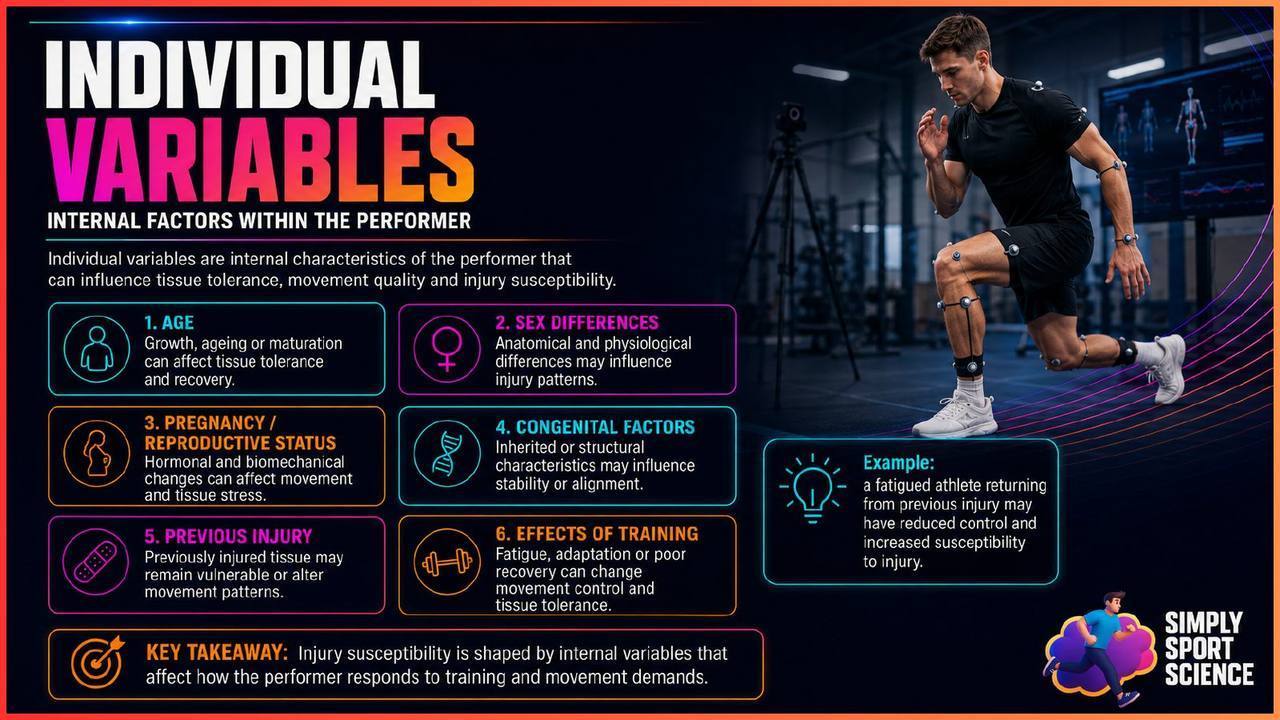 INDIVIDUAL
VARIABLES
INTERNAL FACTORS WITHIN THE PERFORMER
Individual variables are internal characteristics of the performer that
can influence tissue tolerance, movement quality and injury susceptibility.
1. AGE
Growth, ageing or maturation
can affect tissue tolerance
and recovery.
2. SEX DIFFERENCES
Anatomical and physiological
differences may influence
injury patterns.
3. PREGNANCY /
REPRODUCTIVE STATUS
Hormonal and biomechanical
changes can affect movement
and tissue stress.
4. CONGENITAL FACTORS
Inherited or structural
characteristics may influence
stability or alignment.
5. PREVIOUS INJURY
Previously injured tissue may
remain vulnerable or alter
movement patterns.
6. EFFECTS OF TRAINING
Fatigue, adaptation or poor
recovery can change
movement control and
tissue tolerance.
Example:
a fatigued athlete returning
from previous injury may
have reduced control and
increased susceptibility
to injury.
KEY TAKEAWAY: Injury susceptibility is shaped by internal variables that
affect how the performer responds to training and movement demands.
SIMPLY
SPORT
SCIENCE